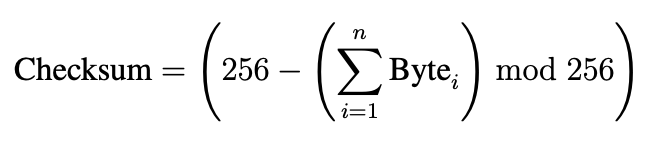 Checksum = (256 − (∑_{i=1}^{n} Byte_i) mod 256)